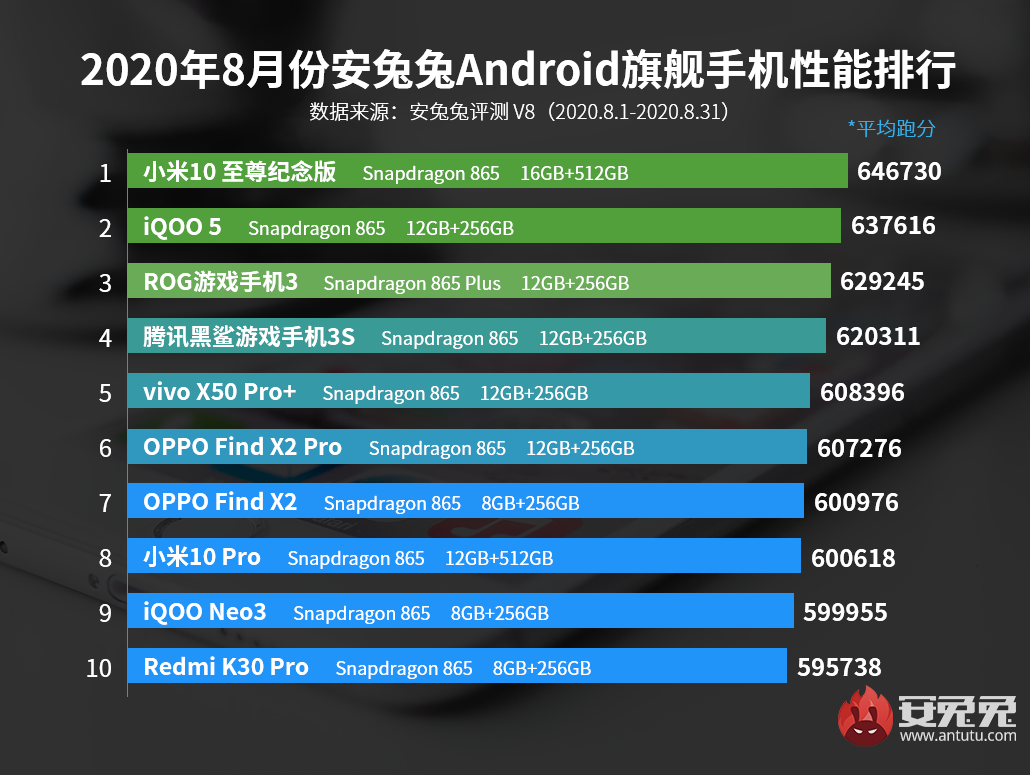 2020年8月份安兔兔Android旗舰手机性能排行
数据来源：安兔兔评测 V8（2020.8.1-2020.8.31）
*平均跑分
1 小米10 至尊纪念版 Snapdragon 865 16GB+512GB 646730
2 iQOO 5 Snapdragon 865 12GB+256GB 637616
3 ROG游戏手机3 Snapdragon 865 Plus 12GB+256GB 629245
4 腾讯黑鲨游戏手机3S Snapdragon 865 12GB+256GB 620311
5 vivo X50 Pro+ Snapdragon 865 12GB+256GB 608396
6 OPPO Find X2 Pro Snapdragon 865 12GB+256GB 607276
7 OPPO Find X2 Snapdragon 865 8GB+256GB 600976
8 小米10 Pro Snapdragon 865 12GB+512GB 600618
9 iQOO Neo3 Snapdragon 865 8GB+256GB 599955
10 Redmi K30 Pro Snapdragon 865 8GB+256GB 595738
安兔兔
www.antutu.com